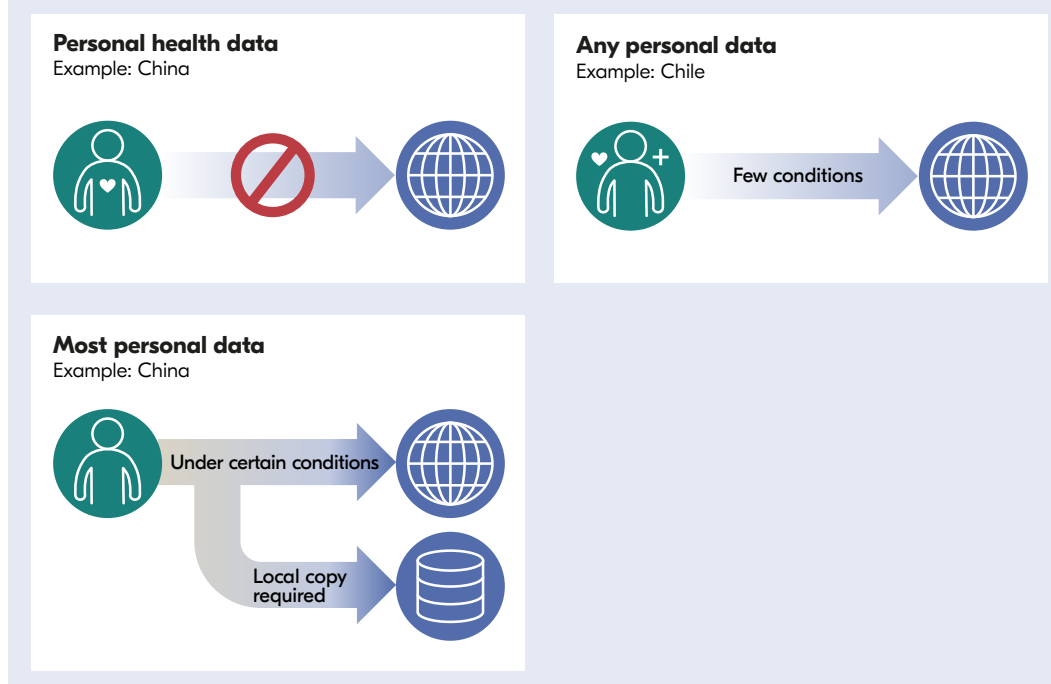 Personal health data
Example: China
Any personal data
Example: Chile
Few conditions
Most personal data
Example: China
Under certain conditions
Local copy
required